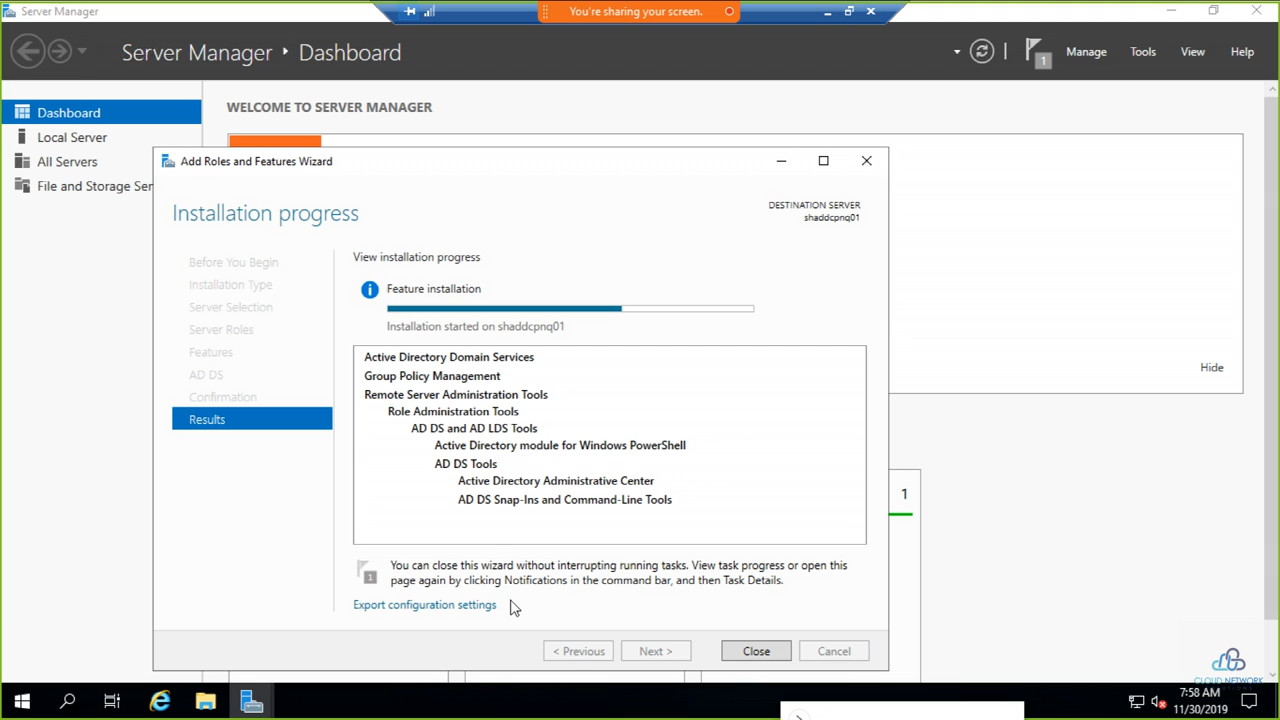 Server Manager
You're sharing your screen.
Server Manager • Dashboard
1
Manage
Tools
View
Help
Dashboard
Local Server
All Servers
File and Storage Ser
WELCOME TO SERVER MANAGER
Hide
1
Add Roles and Features Wizard
Installation progress
DESTINATION SERVER
shaddcpnq01
Before You Begin
Installation Type
Server Selection
Server Roles
Features
AD DS
Confirmation
Results
View installation progress
Feature installation
Installation started on shaddcpnq01
Active Directory Domain Services
Group Policy Management
Remote Server Administration Tools
Role Administration Tools
AD DS and AD LDS Tools
Active Directory module for Windows PowerShell
AD DS Tools
Active Directory Administrative Center
AD DS Snap-Ins and Command-Line Tools
1
You can close this wizard without interrupting running tasks. View task progress or open this
page again by clicking Notifications in the command bar, and then Task Details.
Export configuration settings
< Previous
Next >
Close
Cancel
CLOUD NETWORK
7:58 AM
11/30/2019